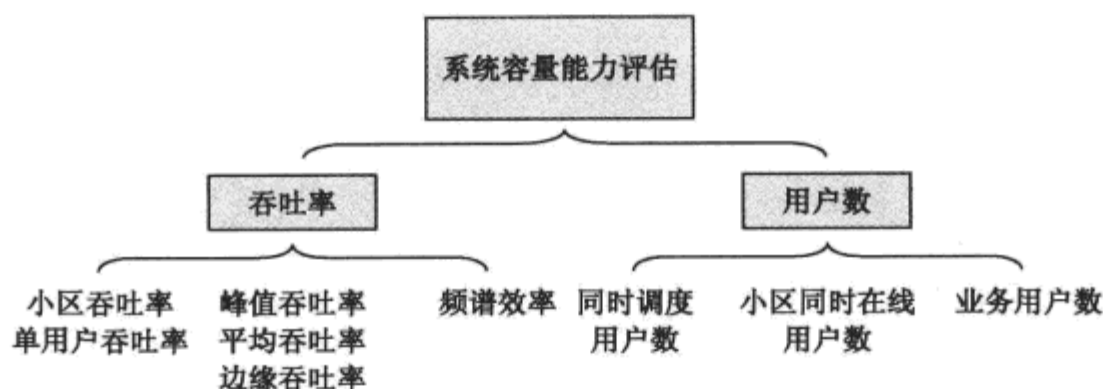 系统容量能力评估
吞吐率
用户数
小区吞吐率
单用户吞吐率
峰值吞吐率
平均吞吐率
边缘吞吐率
频谱效率
同时调度
用户数
小区同时在线
用户数
业务用户数